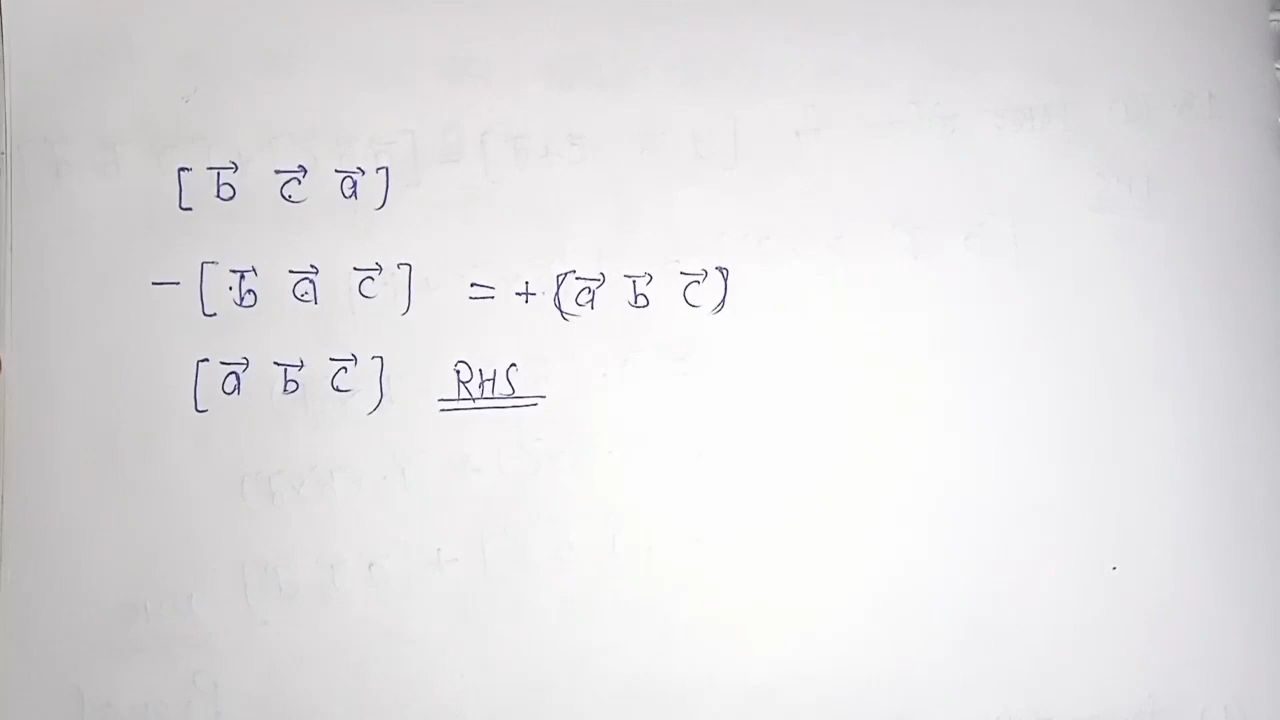 [b⃗ c⃗ a⃗]
- [b⃗ a⃗ c⃗] = + [a⃗ b⃗ c⃗]
[a⃗ b⃗ c⃗] RHS